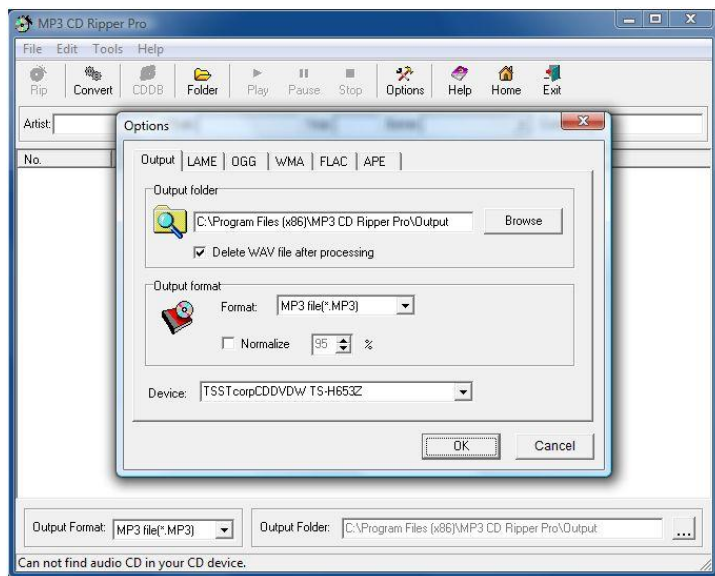 MP3 CD Ripper Pro
File Edit Tools Help
Rip Convert CDDB Folder Play Pause Stop Options Help Home Exit
Artist:
Options
No.
Output LAME OGG WMA FLAC APE
Output folder
C:\Program Files (x86)\MP3 CD Ripper Pro\Output Browse
Delete WAV file after processing
Output format
Format: MP3 file(*.MP3)
Normalize 95 %
Device: TSSTcorpCDDVDW TS-H653Z
OK Cancel
Output Format: MP3 file(*.MP3) Output Folder: C:\Program Files (x86)\MP3 CD Ripper Pro\Output ...
Can not find audio CD in your CD device.